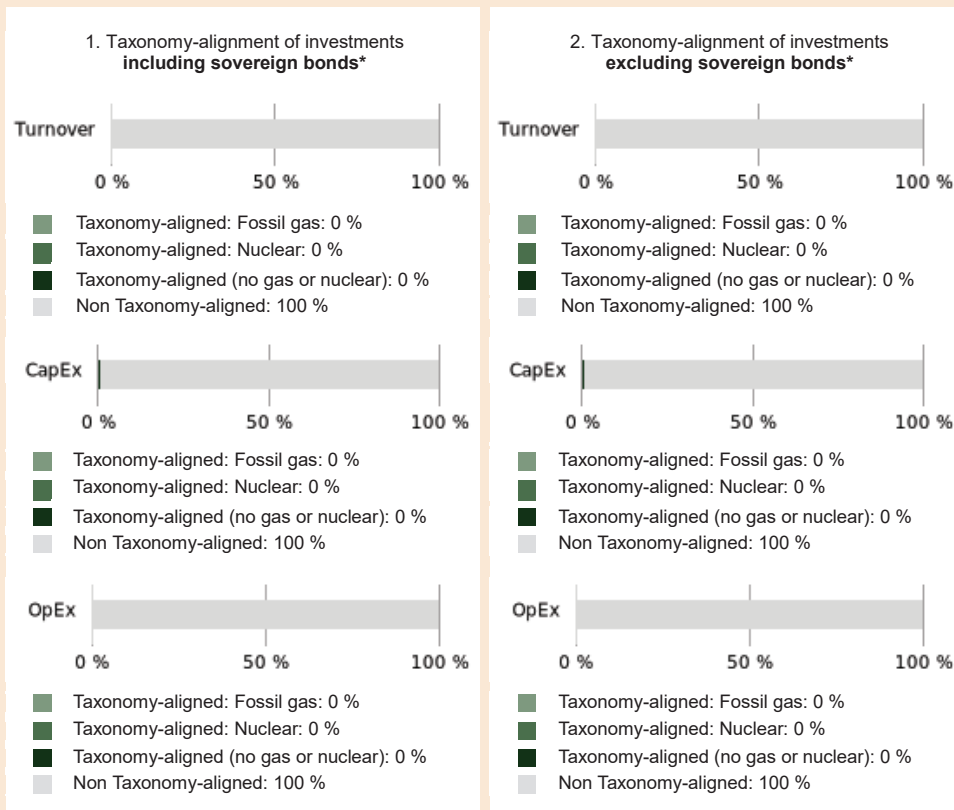 1. Taxonomy-alignment of investments
including sovereign bonds*
Turnover
0 % 50 % 100 %
Taxonomy-aligned: Fossil gas: 0 %
Taxonomy-aligned: Nuclear: 0 %
Taxonomy-aligned (no gas or nuclear): 0 %
Non Taxonomy-aligned: 100 %
CapEx
0 % 50 % 100 %
Taxonomy-aligned: Fossil gas: 0 %
Taxonomy-aligned: Nuclear: 0 %
Taxonomy-aligned (no gas or nuclear): 0 %
Non Taxonomy-aligned: 100 %
OpEx
0 % 50 % 100 %
Taxonomy-aligned: Fossil gas: 0 %
Taxonomy-aligned: Nuclear: 0 %
Taxonomy-aligned (no gas or nuclear): 0 %
Non Taxonomy-aligned: 100 %
2. Taxonomy-alignment of investments
excluding sovereign bonds*
Turnover
0 % 50 % 100 %
Taxonomy-aligned: Fossil gas: 0 %
Taxonomy-aligned: Nuclear: 0 %
Taxonomy-aligned (no gas or nuclear): 0 %
Non Taxonomy-aligned: 100 %
CapEx
0 % 50 % 100 %
Taxonomy-aligned: Fossil gas: 0 %
Taxonomy-aligned: Nuclear: 0 %
Taxonomy-aligned (no gas or nuclear): 0 %
Non Taxonomy-aligned: 100 %
OpEx
0 % 50 % 100 %
Taxonomy-aligned: Fossil gas: 0 %
Taxonomy-aligned: Nuclear: 0 %
Taxonomy-aligned (no gas or nuclear): 0 %
Non Taxonomy-aligned: 100 %